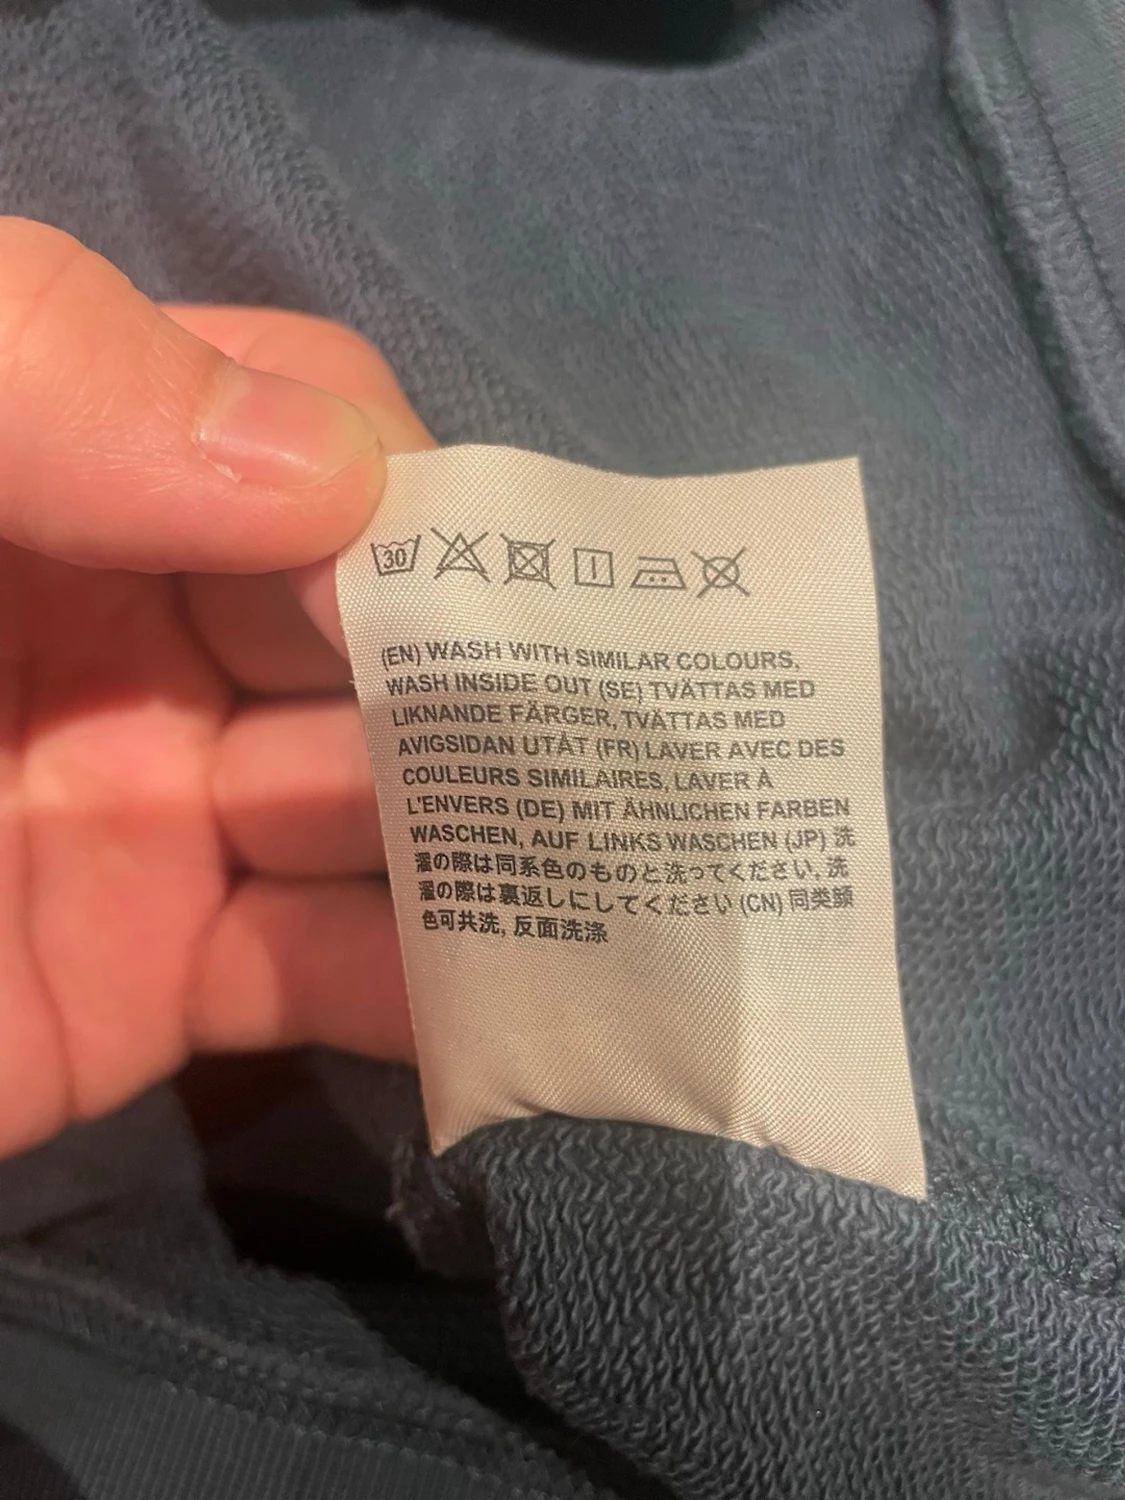 30
(EN) WASH WITH SIMILAR COLOURS,
WASH INSIDE OUT (SE) TVÄTTAS MED
LIKNANDE FÄRGER, TVÄTTAS MED
AVIGSIDAN UTÅT (FR) LAVER AVEC DES
COULEURS SIMILAIRES, LAVER À
L'ENVERS (DE) MIT ÄHNLICHEN FARBEN
WASCHEN, AUF LINKS WASCHEN (JP) 洗
濯の際は同系色のものと洗ってください, 洗
濯の際は裏返しにしてください (CN) 同类顏
色可共洗, 反面洗涤